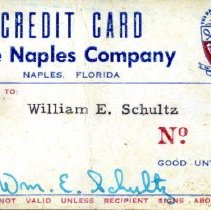 CREDIT CARD
e Naples Company
NAPLES, FLORIDA
TO:
William E. Schultz
No
GOOD UNT
Wm. E. Schultz
NOT VALID UNLESS RECIPIENT SIGNS ABO